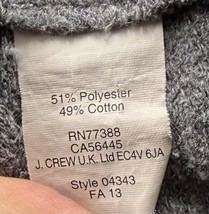 51% Polyester
49% Cotton
RN77388
CA56445
J. CREW U.K. Ltd EC4V 6JA
Style 04343
FA 13